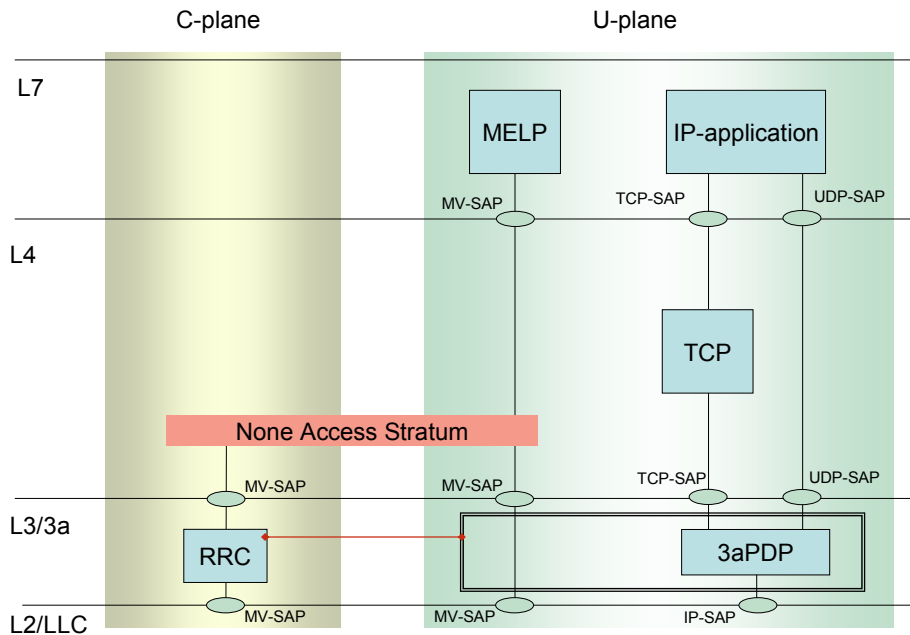 C-plane
U-plane
L7
MELP
IP-application
MV-SAP
TCP-SAP
UDP-SAP
L4
TCP
None Access Stratum
MV-SAP
MV-SAP
TCP-SAP
UDP-SAP
L3/3a
RRC
3aPDP
L2/LLC
MV-SAP
MV-SAP
IP-SAP